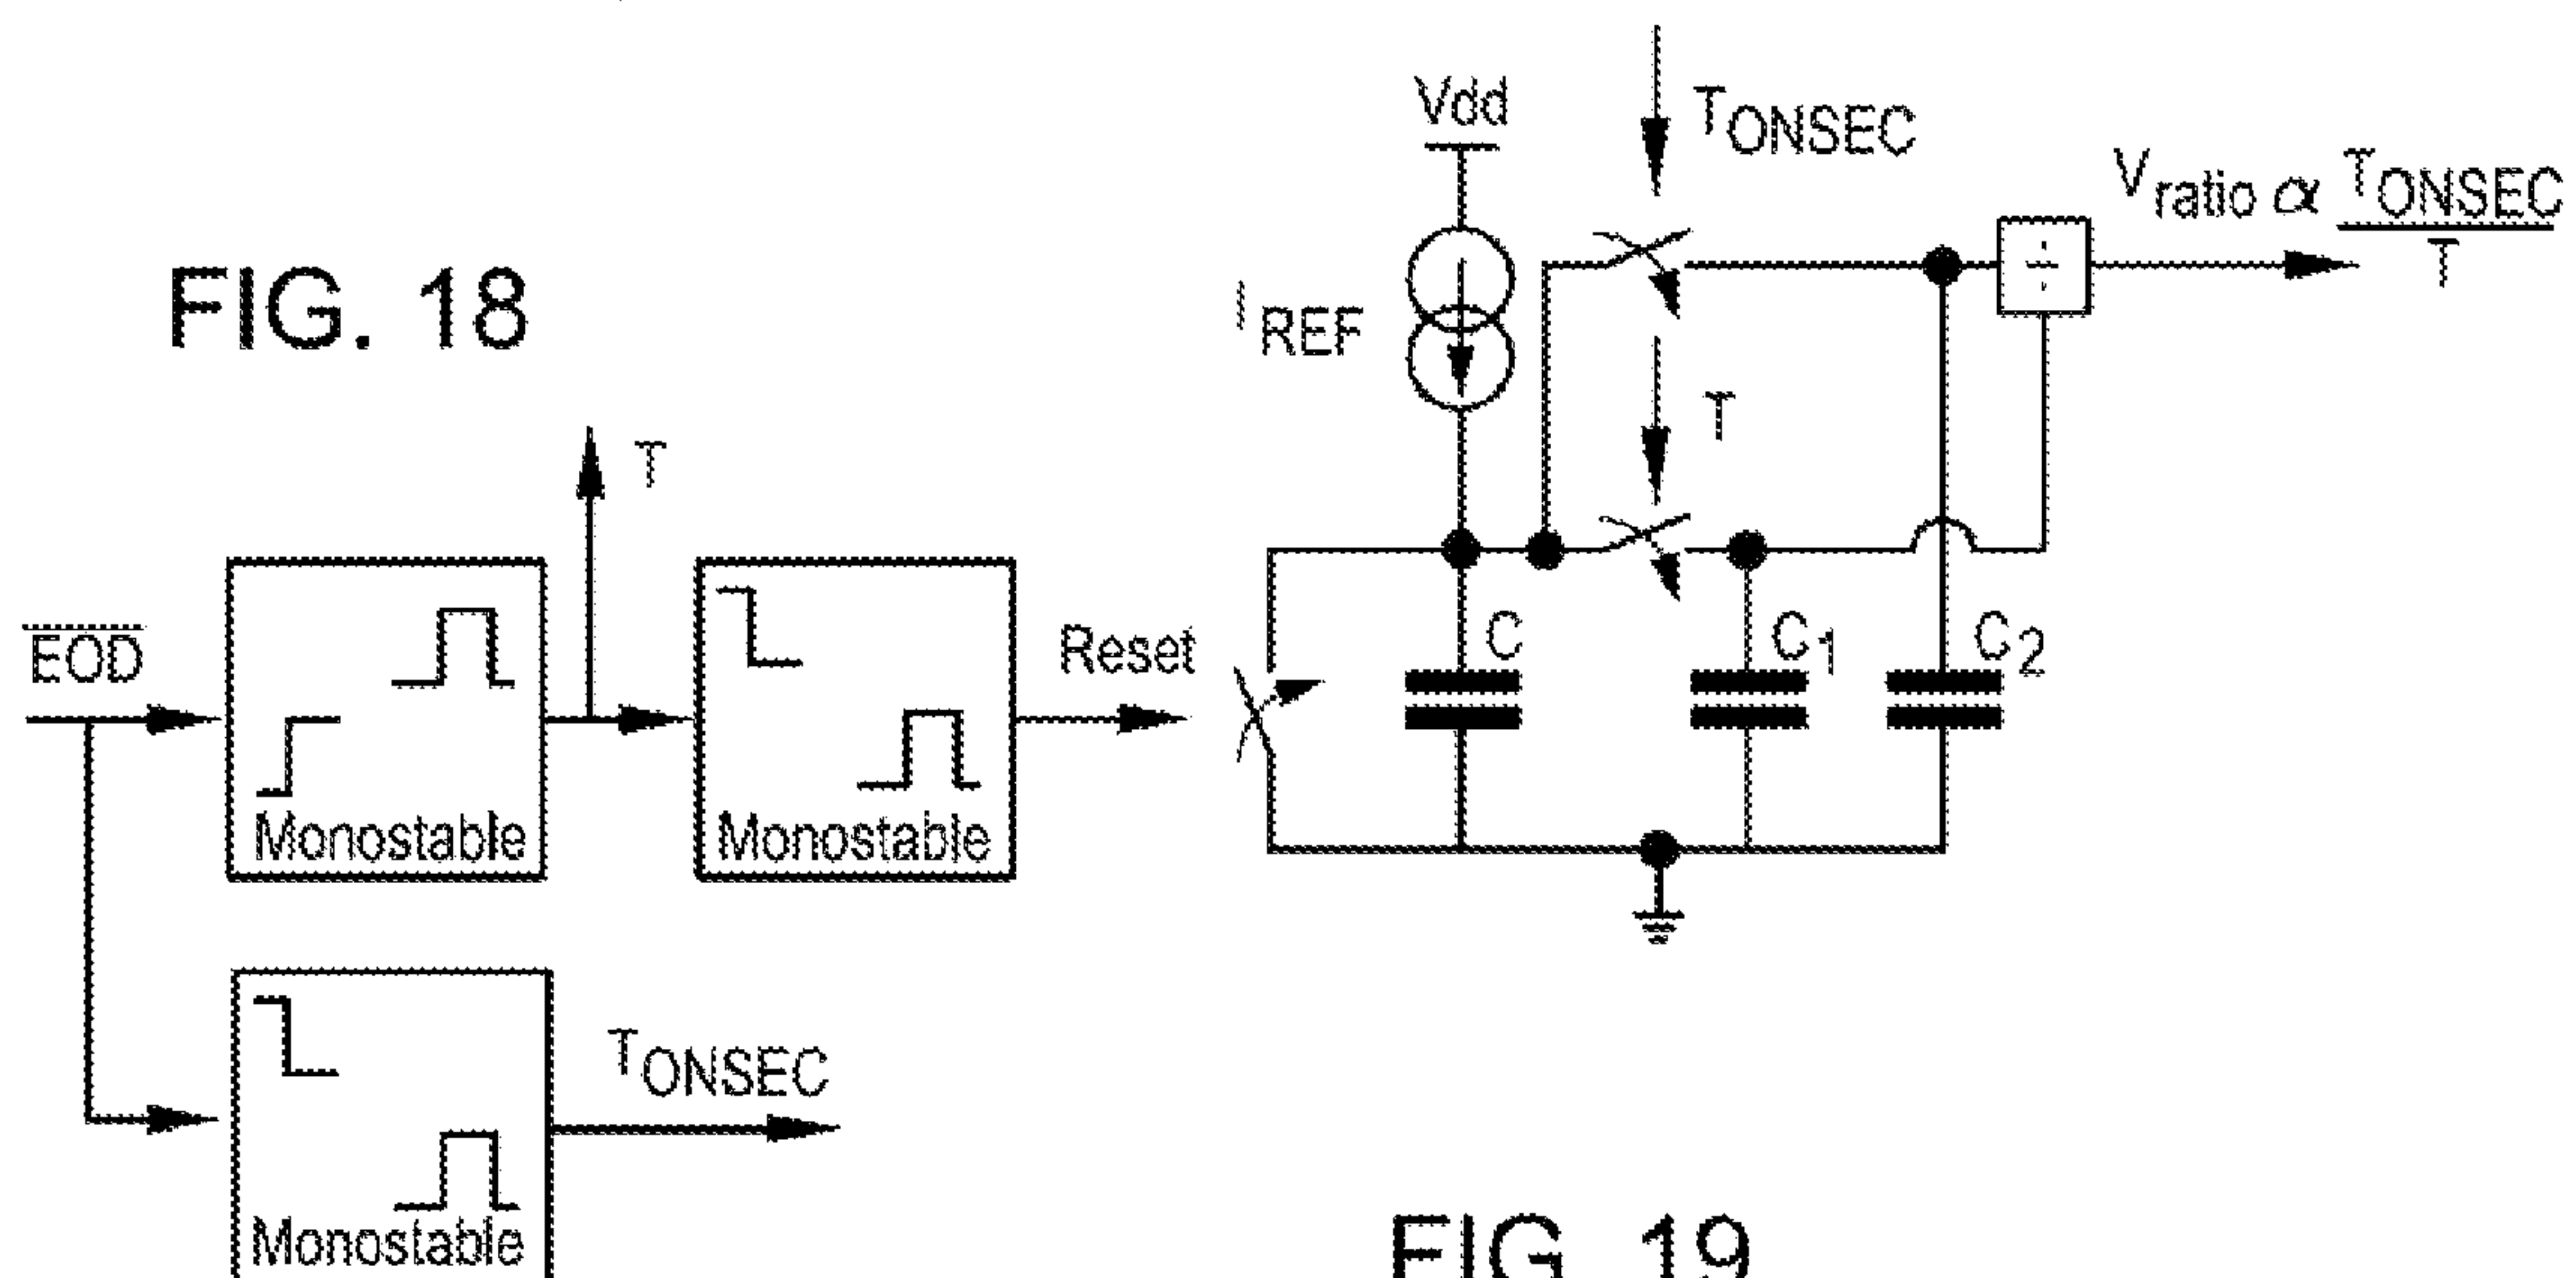 FIG. 18
EOD
Monostable
T
Monostable
Reset
Monostable
TONSEC
Vdd
IREF
TONSEC
T
C
C1
C2
÷
Vratio α TONSEC
T
FIG. 19